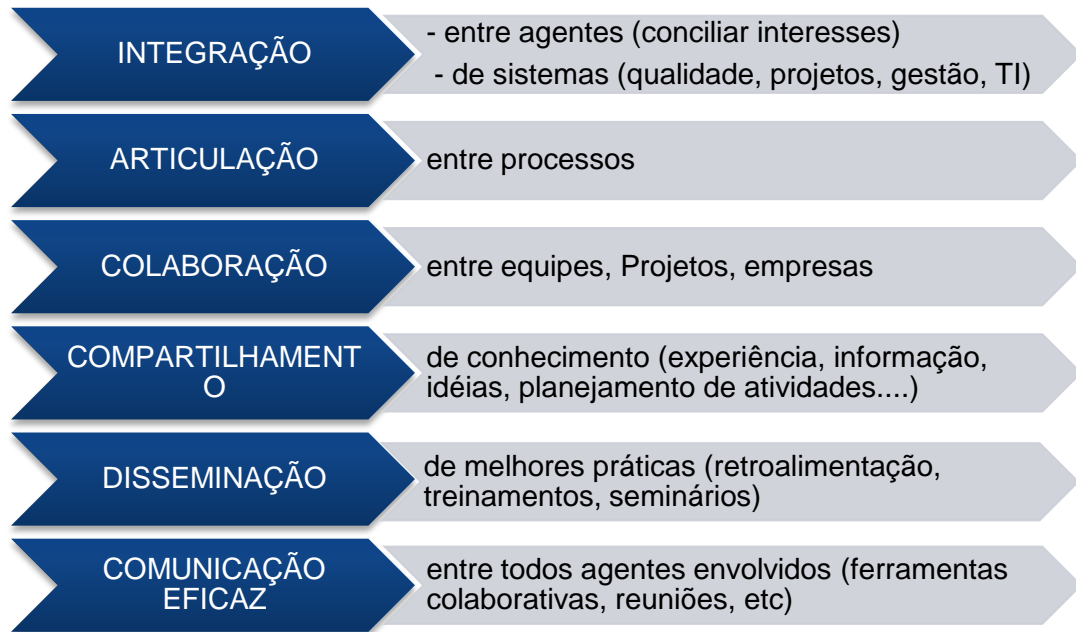 INTEGRAÇÃO
- entre agentes (conciliar interesses)
- de sistemas (qualidade, projetos, gestão, TI)
ARTICULAÇÃO
entre processos
COLABORAÇÃO
entre equipes, Projetos, empresas
COMPARTILHAMENT
O
de conhecimento (experiência, informação,
idéias, planejamento de atividades....)
DISSEMINAÇÃO
de melhores práticas (retroalimentação,
treinamentos, seminários)
COMUNICAÇÃO
EFICAZ
entre todos agentes envolvidos (ferramentas
colaborativas, reuniões, etc)